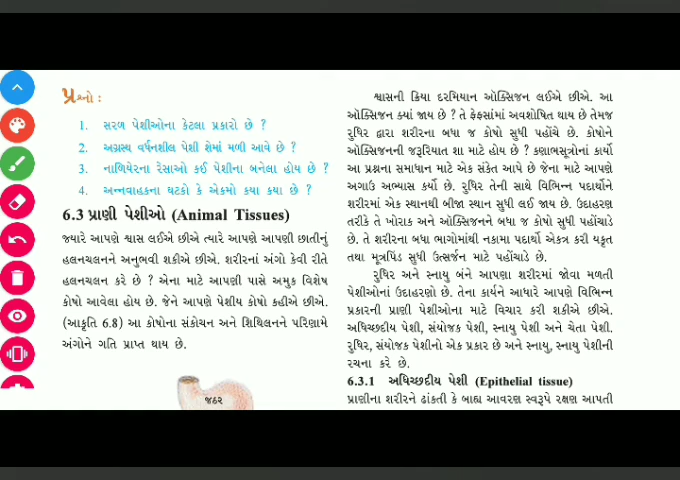 પ્રશ્નો :
1. સરળ પેશીઓના કેટલા પ્રકારો છે ?
2. અગ્રસ્થ વર્ધનશીલ પેશી શેમાં મળી આવે છે ?
3. નાળિયેરના રેસાઓ કઈ પેશીના બનેલા હોય છે ?
4. અન્નવાહકના ઘટકો કે એકમો કયા કયા છે ?
6.3 પ્રાણી પેશીઓ (Animal Tissues)
જ્યારે આપણે શ્વાસ લઈએ છીએ ત્યારે આપણે આપણી છાતીનું
હલનચલનને અનુભવી શકીએ છીએ. શરીરનાં અંગો કેવી રીતે
હલનચલન કરે છે ? એના માટે આપણી પાસે અમુક વિશેષ
કોષો આવેલા હોય છે. જેને આપણે પેશીય કોષો કહીએ છીએ.
(આકૃતિ 6.8) આ કોષોના સંકોચન અને શિથિલનને પરિણામે
અંગોને ગતિ પ્રાપ્ત થાય છે.
જઠર
શ્વાસની ક્રિયા દરમિયાન ઑક્સિજન લઈએ છીએ. આ
ઑક્સિજન ક્યાં જાય છે ? તે ફેફસાંમાં અવશોષિત થાય છે તેમજ
રુધિર દ્વારા શરીરના બધા જ કોષો સુધી પહોંચે છે. કોષોને
ઑક્સિજનની જરૂરિયાત શા માટે હોય છે ? કણાભસૂત્રોનાં કાર્યો
આ પ્રશ્નના સમાધાન માટે એક સંકેત આપે છે જેના માટે આપણે
અગાઉ અભ્યાસ કર્યો છે. રુધિર તેની સાથે વિભિન્ન પદાર્થોને
શરીરમાં એક સ્થાનથી બીજા સ્થાન સુધી લઈ જાય છે. ઉદાહરણ
તરીકે તે ખોરાક અને ઑક્સિજનને બધા જ કોષો સુધી પહોંચાડે
છે. તે શરીરના બધા ભાગોમાંથી નકામા પદાર્થો એકત્ર કરી યકૃત
તથા મૂત્રપિંડ સુધી ઉત્સર્જન માટે પહોંચાડે છે.
રુધિર અને સ્નાયુ બંને આપણા શરીરમાં જોવા મળતી
પેશીઓનાં ઉદાહરણો છે. તેના કાર્યને આધારે આપણે વિભિન્ન
પ્રકારની પ્રાણી પેશીઓના માટે વિચાર કરી શકીએ છીએ.
અધિચ્છદીય પેશી, સંયોજક પેશી, સ્નાયુ પેશી અને ચેતા પેશી.
રુધિર, સંયોજક પેશીનો એક પ્રકાર છે અને સ્નાયુ, સ્નાયુ પેશીની
રચના કરે છે.
6.3.1 અધિચ્છદીય પેશી (Epithelial tissue)
પ્રાણીના શરીરને ઢાંકતી કે બાહ્ય આવરણ સ્વરૂપે રક્ષણ આપતી